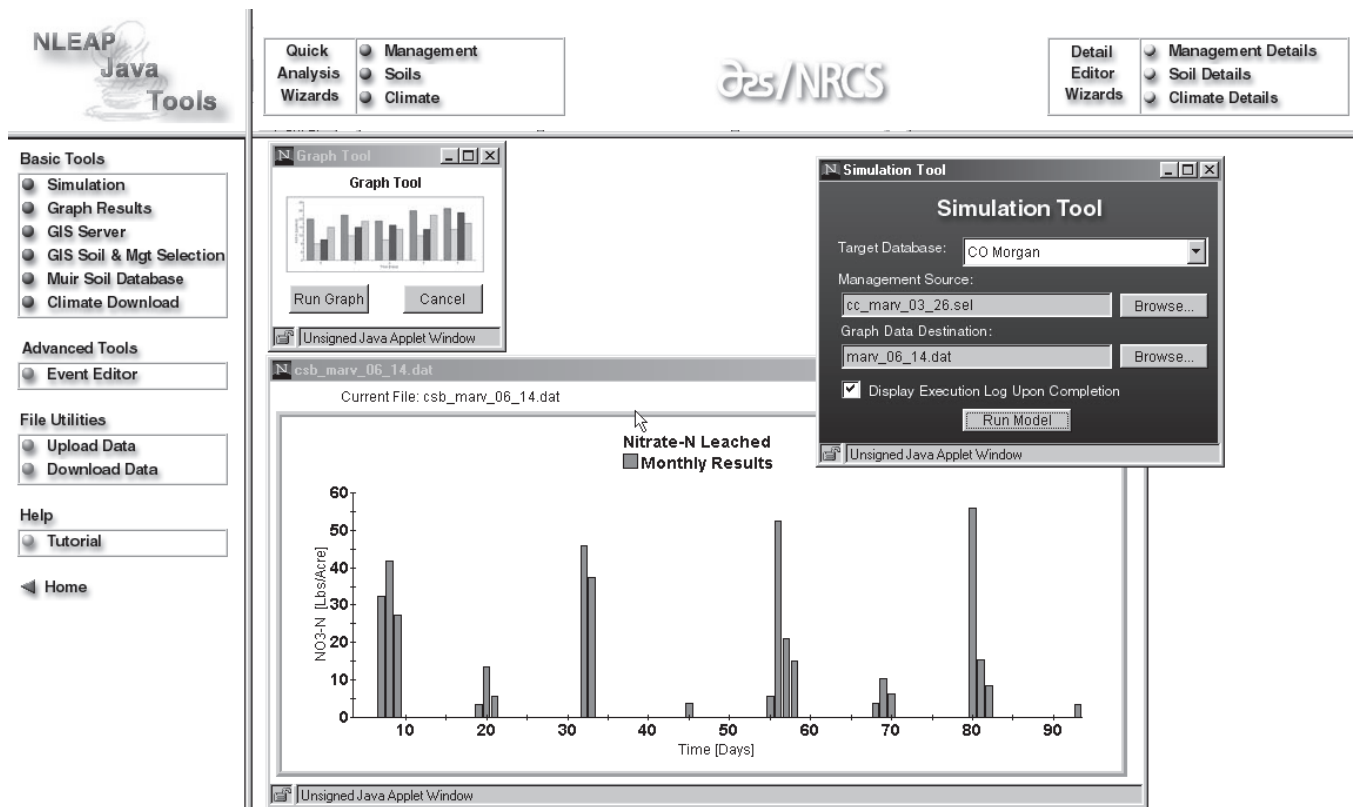 NLEAP
Java
Tools
Quick
Analysis
Wizards
Management
Soils
Climate
ars/NRCS
Detail
Editor
Wizards
Management Details
Soil Details
Climate Details
Basic Tools
Simulation
Graph Results
GIS Server
GIS Soil & Mgt Selection
Muir Soil Database
Climate Download
Advanced Tools
Event Editor
File Utilities
Upload Data
Download Data
Help
Tutorial
Home
N Graph Tool
Graph Tool
Run Graph
Cancel
Unsigned Java Applet Window
N Simulation Tool
Simulation Tool
Target Database:
CO Morgan
Management Source:
cc_marv_03_26.sel
Browse...
Graph Data Destination:
marv_06_14.dat
Browse...
Display Execution Log Upon Completion
Run Model
Unsigned Java Applet Window
N csb_marv_06_14.dat
Current File: csb_marv_06_14.dat
Nitrate-N Leached
Monthly Results
NO3-N [Lbs/Acre]
60
50
40
30
20
10
0
10 20 30 40 50 60 70 80 90
Time [Days]
Unsigned Java Applet Window